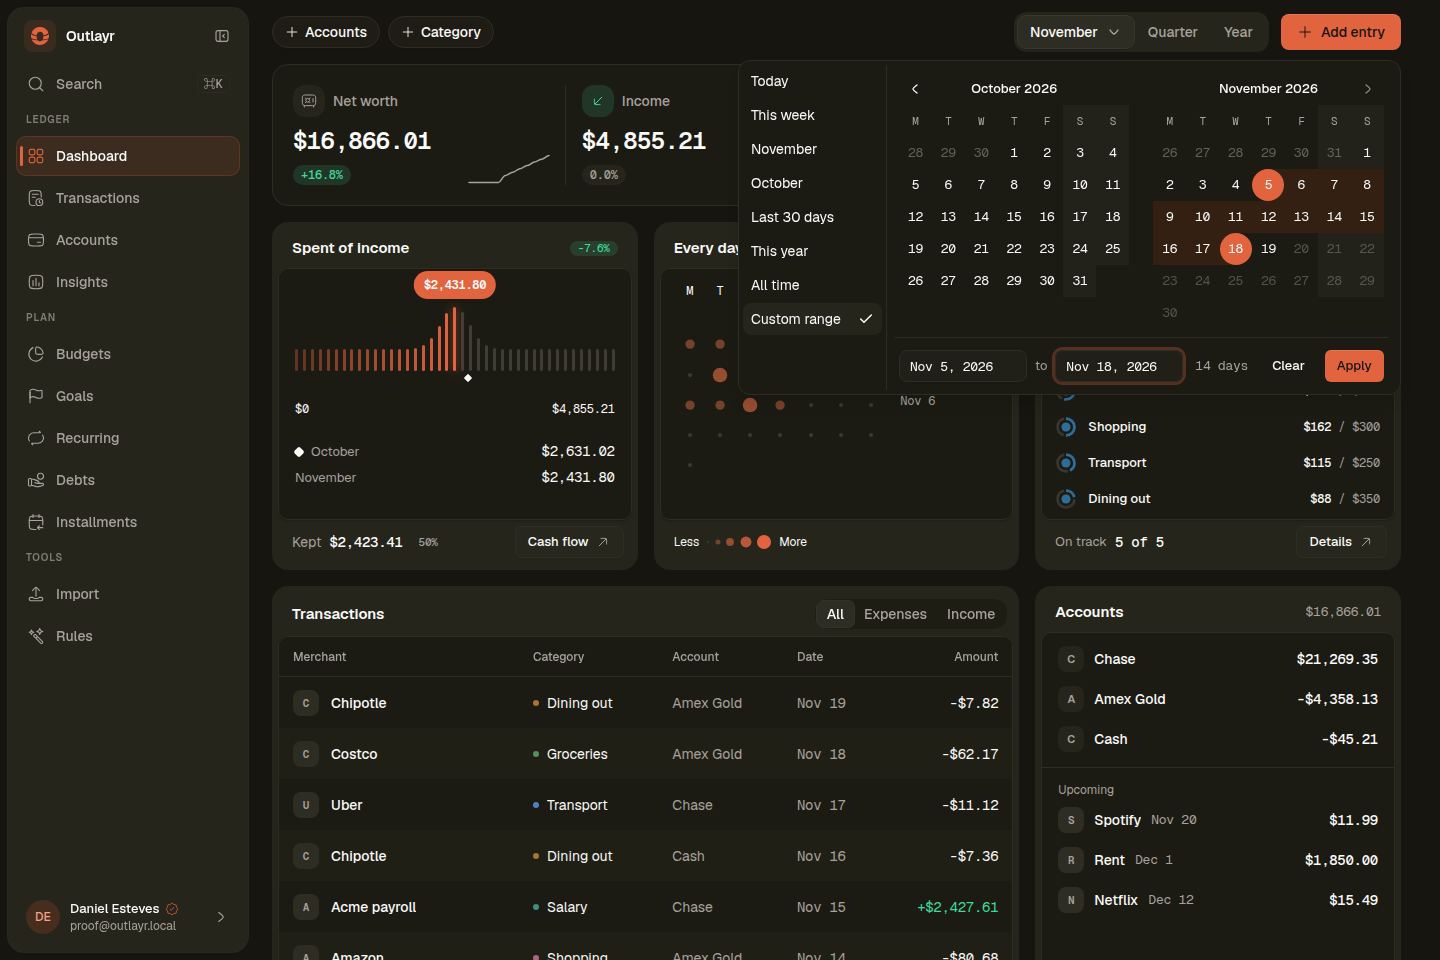 Outlayr
Search
⌘K
LEDGER
Dashboard
Transactions
Accounts
Insights
PLAN
Budgets
Goals
Recurring
Debts
Installments
TOOLS
Import
Rules
DE
Daniel Esteves
proof@outlayr.local
Accounts
Category
November
Quarter
Year
Add entry
Net worth
$16,866.01
+16.8%
Income
$4,855.21
0.0%
Today
This week
November
October
Last 30 days
This year
All time
Custom range
October 2026
M T W T F S S
28 29 30 1 2 3 4
5 6 7 8 9 10 11
12 13 14 15 16 17 18
19 20 21 22 23 24 25
26 27 28 29 30 31
November 2026
M T W T F S S
26 27 28 29 30 31 1
2 3 4 5 6 7 8
9 10 11 12 13 14 15
16 17 18 19 20 21 22
23 24 25 26 27 28 29
30
Nov 5, 2026 to Nov 18, 2026 14 days
Clear
Apply
Spent of income
-7.6%
$2,431.80
$0 $4,855.21
October $2,631.02
November $2,431.80
Kept $2,423.41 50%
Cash flow
Every day
M T
Nov 6
Less More
Shopping $162 / $300
Transport $115 / $250
Dining out $88 / $350
On track 5 of 5
Details
Transactions
All Expenses Income
Merchant Category Account Date Amount
C Chipotle Dining out Amex Gold Nov 19 -$7.82
C Costco Groceries Amex Gold Nov 18 -$62.17
U Uber Transport Chase Nov 17 -$11.12
C Chipotle Dining out Cash Nov 16 -$7.36
A Acme payroll Salary Chase Nov 15 +$2,427.61
A Amazon Shopping Amex Gold Nov 14 -$80.68
Accounts $16,866.01
C Chase $21,269.35
A Amex Gold -$4,358.13
C Cash -$45.21
Upcoming
S Spotify Nov 20 $11.99
R Rent Dec 1 $1,850.00
N Netflix Dec 12 $15.49